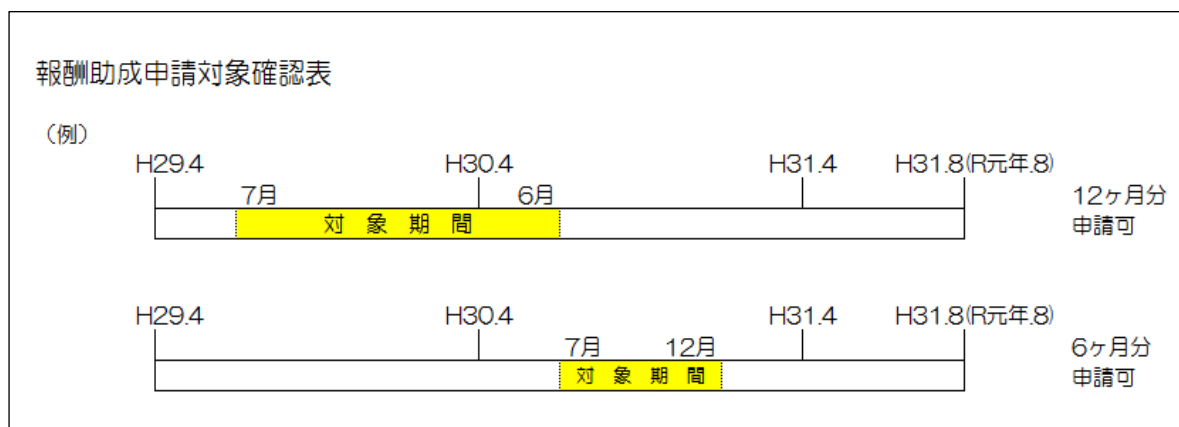 報酬助成申請対象確認表
（例）
H29.4 H30.4 H31.4 H31.8(R元年.8)
7月 6月 12ヶ月分
対象期間 申請可
H29.4 H30.4 H31.4 H31.8(R元年.8)
7月 12月 6ヶ月分
対象期間 申請可